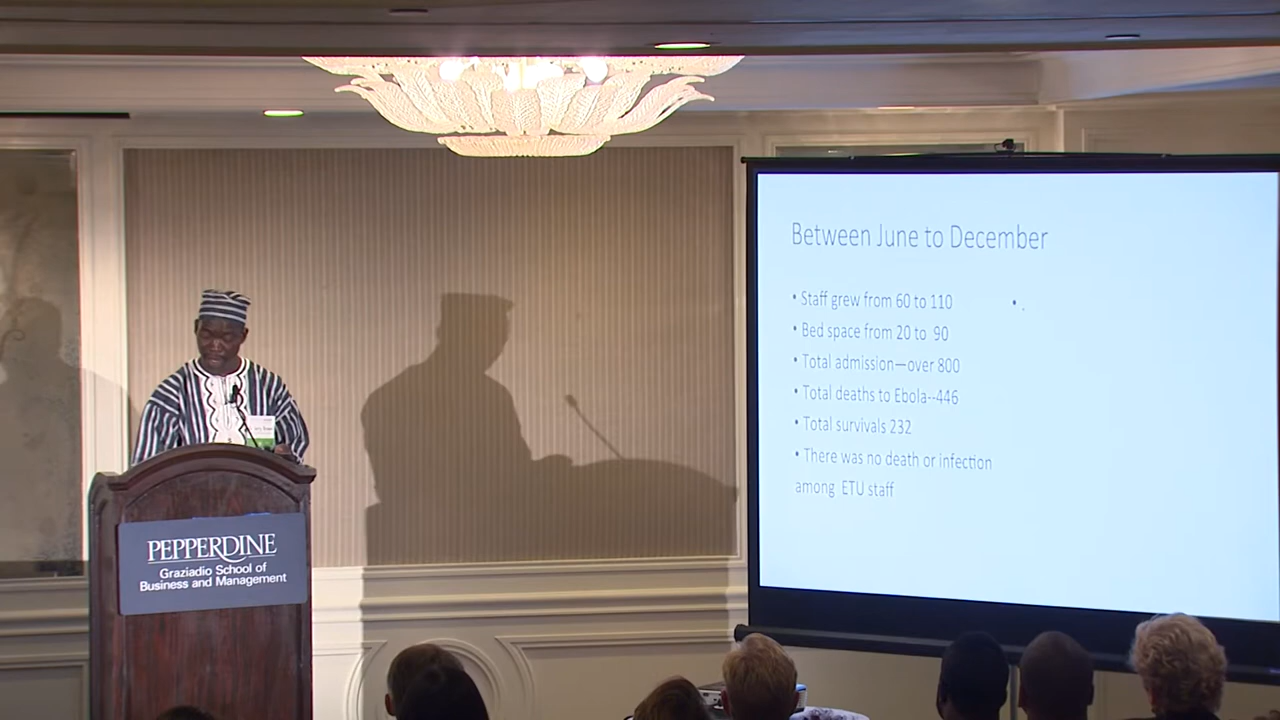 Between June to December
• Staff grew from 60 to 110
• .
• Bed space from 20 to 90
• Total admission—over 800
• Total deaths to Ebola--446
• Total survivals 232
• There was no death or infection
among ETU staff
PEPPERDINE
Graziadio School of
Business and Management